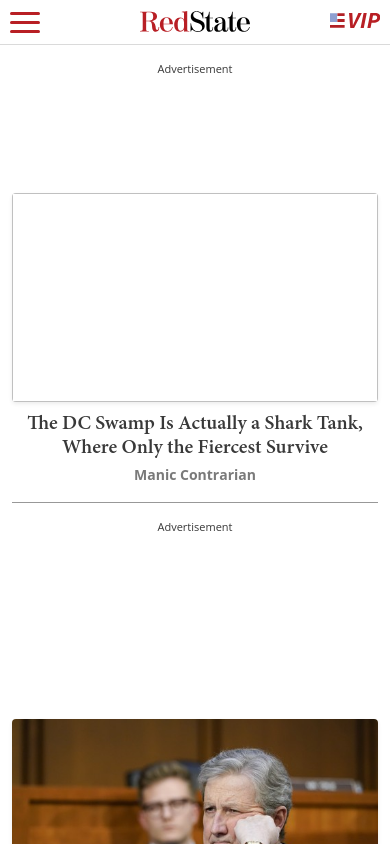 RedState
VIP
Advertisement
The DC Swamp Is Actually a Shark Tank,
Where Only the Fiercest Survive
Manic Contrarian
Advertisement